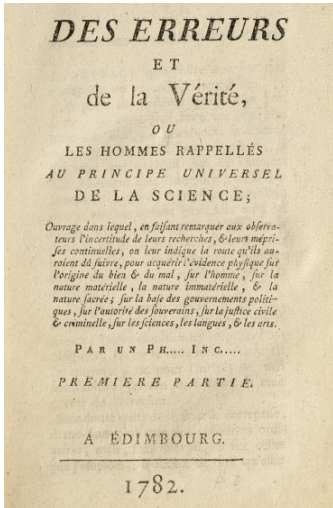 DES ERREURS
ET
de la Vérité,
OU
LES HOMMES RAPPELLÉS
AU PRINCIPE UNIVERSEL
DE LA SCIENCE;
Ouvrage dans lequel, en faisant remarquer aux observa-
teurs l'incertitude de leurs recherches, & leurs mépri-
ses continuelles, on leur indique la route qu'ils au-
roient dû suivre, pour acquérir l'évidence physique sur
l'origine du bien & du mal, sur l'homme, sur la
nature matérielle, la nature immatérielle, & la
nature sacrée; sur la base des gouvernements politi-
ques, sur l'autorité des souverains, sur la justice civile
& criminelle, sur les sciences, les langues, & les arts.
PAR UN PH..... INC.....
PREMIERE PARTIE.
A ÉDIMBOURG.
1782.